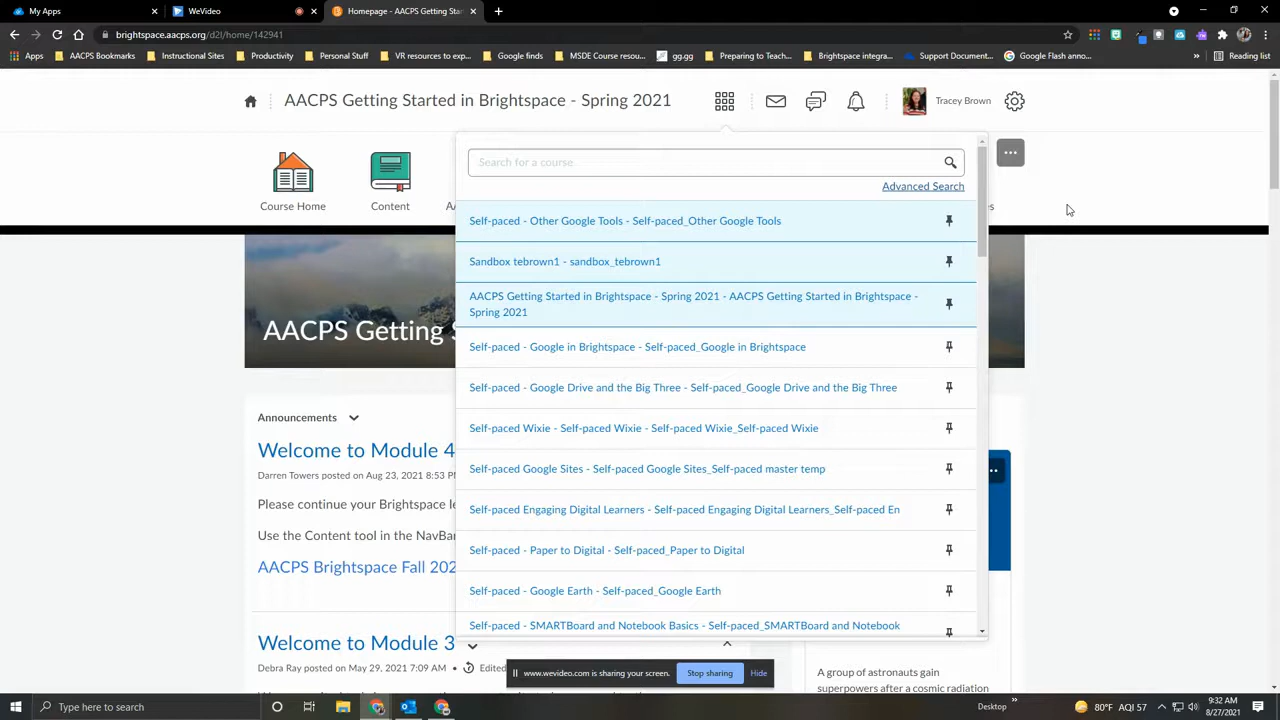 My Apps
WeVideo
Homepage - AACPS Getting Star
brightspace.aacps.org/d2l/home/142941
Apps
AACPS Bookmarks
Instructional Sites
Productivity
Personal Stuff
VR resources to exp...
Google finds
MSDE Course resour...
gg.gg
Preparing to Teach...
Brightspace integra...
Support Document...
Google Flash anno...
»
Reading list
AACPS Getting Started in Brightspace - Spring 2021
Tracey Brown
Search for a course...
Advanced Search
Course Home
Content
Self-paced - Other Google Tools - Self-paced_Other Google Tools
Sandbox tebrown1 - sandbox_tebrown1
AACPS Getting Started in Brightspace - Spring 2021 - AACPS Getting Started in Brightspace -
Spring 2021
AACPS Getting S
Self-paced - Google in Brightspace - Self-paced_Google in Brightspace
Self-paced - Google Drive and the Big Three - Self-paced_Google Drive and the Big Three
Self-paced Wixie - Self-paced Wixie - Self-paced Wixie_Self-paced Wixie
Self-paced Google Sites - Self-paced Google Sites_Self-paced master temp
Self-paced Engaging Digital Learners - Self-paced Engaging Digital Learners_Self-paced En
Self-paced - Paper to Digital - Self-paced_Paper to Digital
Self-paced - Google Earth - Self-paced_Google Earth
Self-paced - SMARTBoard and Notebook Basics - Self-paced_SMARTBoard and Notebook
Announcements
Welcome to Module 4
Darren Towers posted on Aug 23, 2021 8:53 PM
Please continue your Brightspace le
Use the Content tool in the NavBar
AACPS Brightspace Fall 202
Welcome to Module 3
Debra Ray posted on May 29, 2021 7:09 AM • Edited
www.wevideo.com is sharing your screen.
Stop sharing
Hide
A group of astronauts gain
superpowers after a cosmic radiation
Type here to search
Desktop
»
80°F AQI 57
9:32 AM
8/27/2021